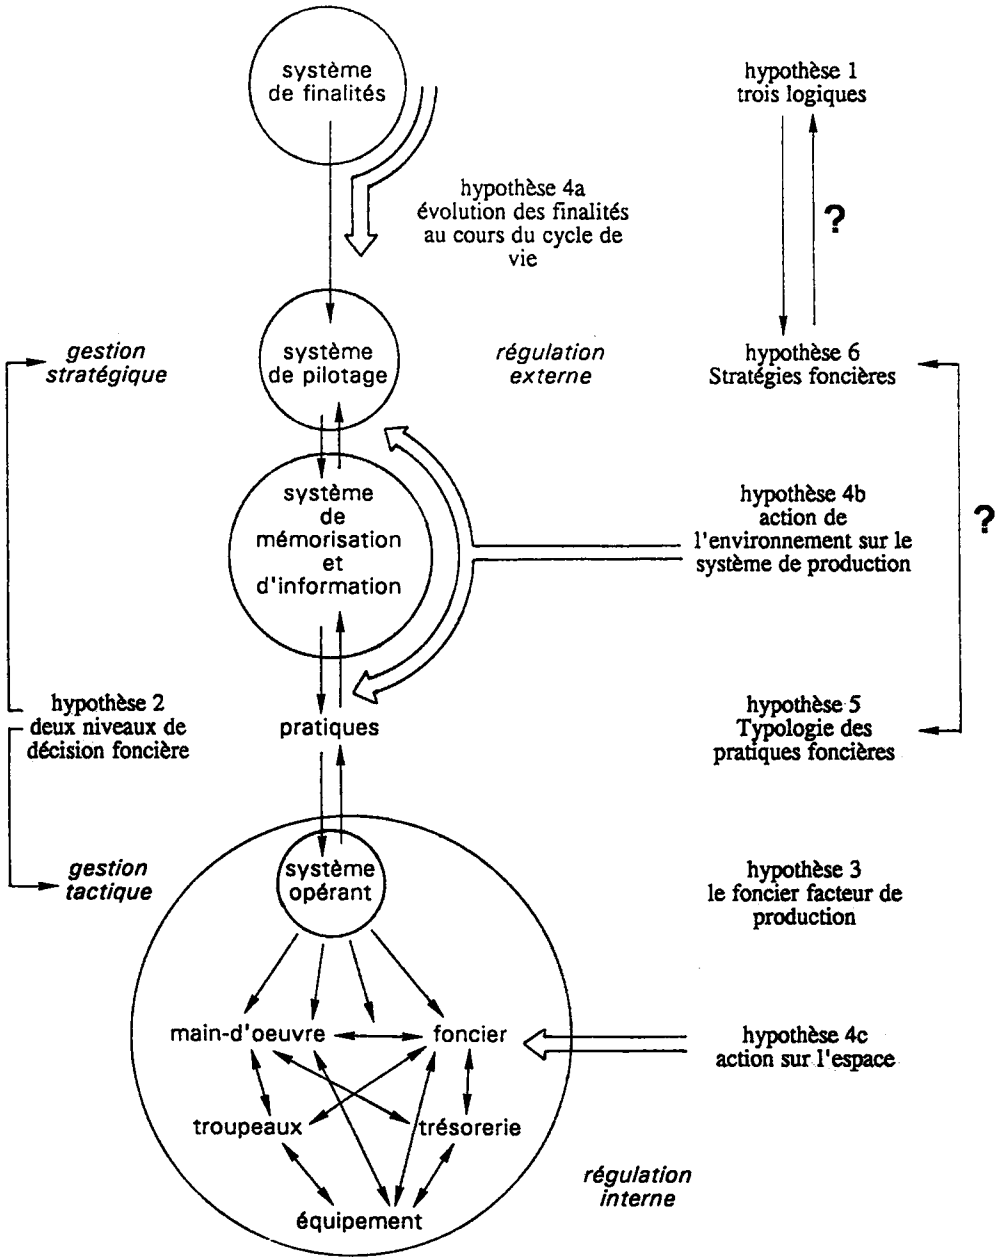 système
de finalités
hypothèse 1
trois logiques
hypothèse 4a
évolution des finalités
au cours du cycle de
vie
?
gestion
stratégique
système
de pilotage
régulation
externe
hypothèse 6
Stratégies foncières
système
de
mémorisation
et
d'information
hypothèse 4b
action de
l'environnement sur le
système de production
?
hypothèse 2
deux niveaux de
décision foncière
pratiques
hypothèse 5
Typologie des
pratiques foncières
gestion
tactique
système
opérant
hypothèse 3
le foncier facteur de
production
main-d'oeuvre
foncier
hypothèse 4c
action sur l'espace
troupeaux
trésorerie
équipement
régulation
interne